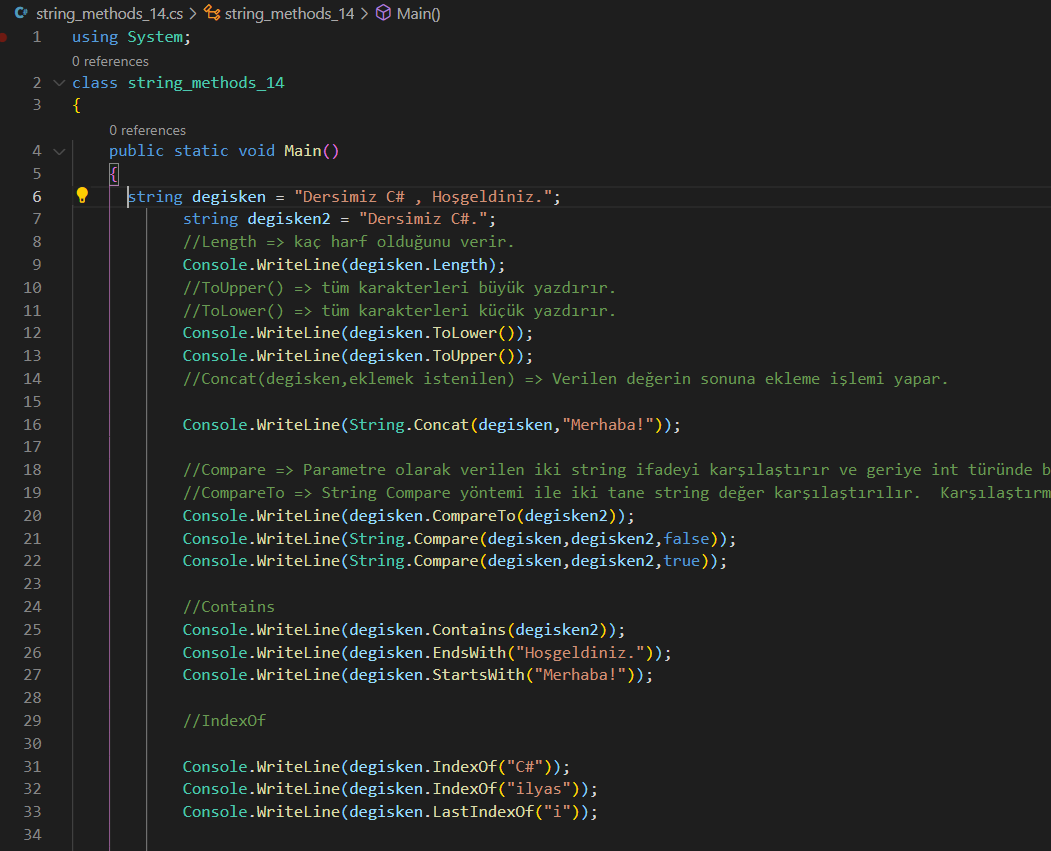 string_methods_14.cs > string_methods_14 > Main()
1 using System;
0 references
2 class string_methods_14
3 {
0 references
4 public static void Main()
5 {
6 string degisken = "Dersimiz C# , Hoşgeldiniz.";
7 string degisken2 = "Dersimiz C#.";
8 //Length => kaç harf olduğunu verir.
9 Console.WriteLine(degisken.Length);
10 //ToUpper() => tüm karakterleri büyük yazdırır.
11 //ToLower() => tüm karakterleri küçük yazdırır.
12 Console.WriteLine(degisken.ToLower());
13 Console.WriteLine(degisken.ToUpper());
14 //Concat(degisken,eklemek istenilen) => Verilen değerin sonuna ekleme işlemi yapar.
15
16 Console.WriteLine(String.Concat(degisken,"Merhaba!"));
17
18 //Compare => Parametre olarak verilen iki string ifadeyi karşılaştırır ve geriye int türünde b
19 //CompareTo => String Compare yöntemi ile iki tane string değer karşılaştırılır.  Karşılaştırm
20 Console.WriteLine(degisken.CompareTo(degisken2));
21 Console.WriteLine(String.Compare(degisken,degisken2,false));
22 Console.WriteLine(String.Compare(degisken,degisken2,true));
23
24 //Contains
25 Console.WriteLine(degisken.Contains(degisken2));
26 Console.WriteLine(degisken.EndsWith("Hoşgeldiniz."));
27 Console.WriteLine(degisken.StartsWith("Merhaba!"));
28
29 //IndexOf
30
31 Console.WriteLine(degisken.IndexOf("C#"));
32 Console.WriteLine(degisken.IndexOf("ilyas"));
33 Console.WriteLine(degisken.LastIndexOf("i"));
34